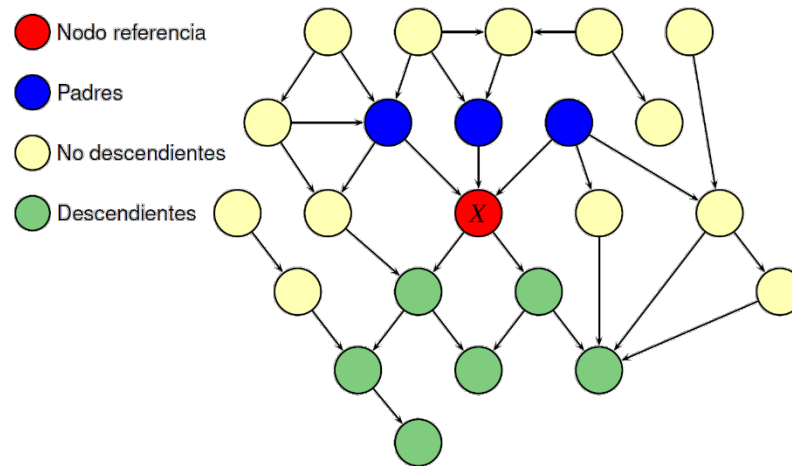 Nodo referencia
Padres
No descendientes
Descendientes
X